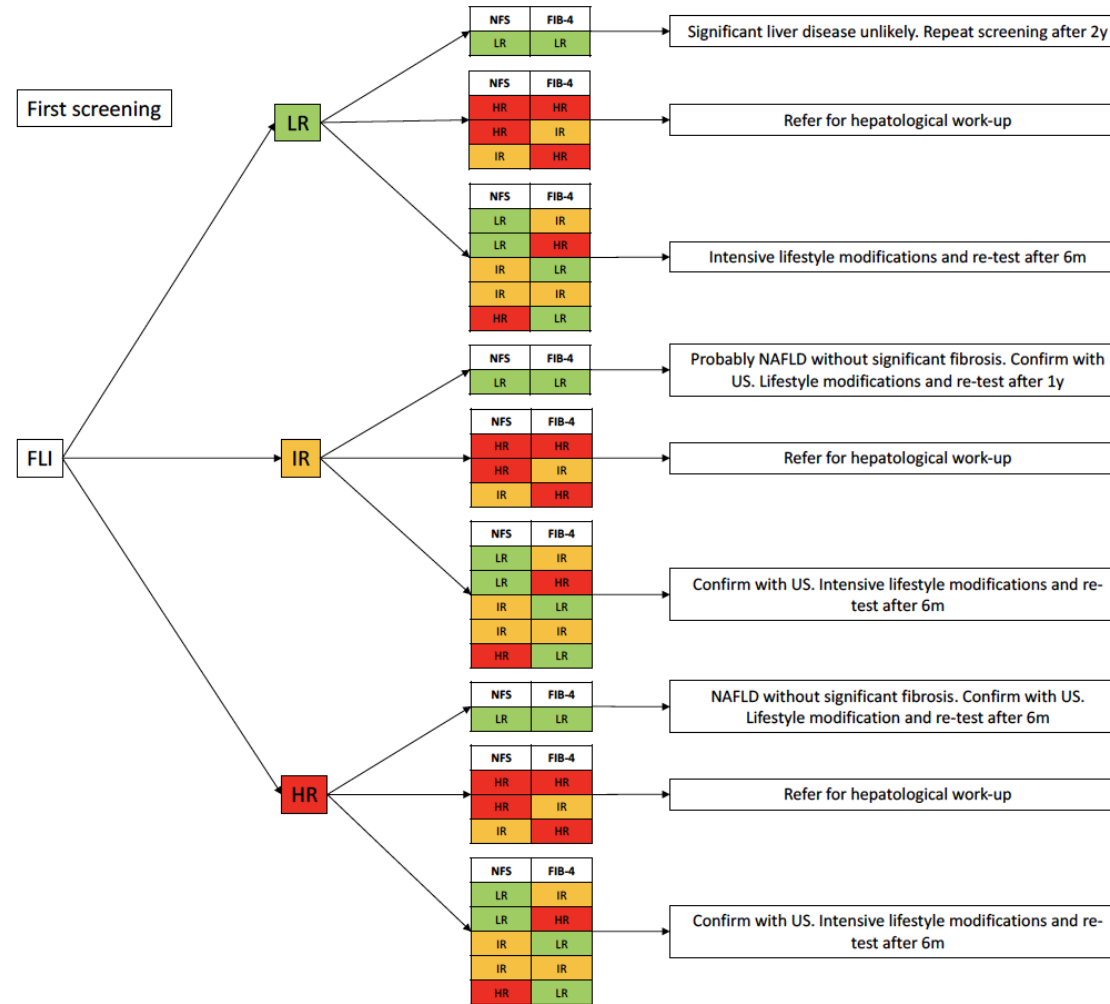 NFS FIB-4
LR LR
Significant liver disease unlikely. Repeat screening after 2y
First screening
LR
NFS FIB-4
HR HR
HR IR
IR HR
Refer for hepatological work-up
NFS FIB-4
LR IR
LR HR
IR LR
IR IR
HR LR
Intensive lifestyle modifications and re-test after 6m
FLI
IR
NFS FIB-4
LR LR
Probably NAFLD without significant fibrosis. Confirm with
US. Lifestyle modifications and re-test after 1y
NFS FIB-4
HR HR
HR IR
IR HR
Refer for hepatological work-up
NFS FIB-4
LR IR
LR HR
IR LR
IR IR
HR LR
Confirm with US. Intensive lifestyle modifications and re-
test after 6m
HR
NFS FIB-4
LR LR
NAFLD without significant fibrosis. Confirm with US.
Lifestyle modification and re-test after 6m
NFS FIB-4
HR HR
HR IR
IR HR
Refer for hepatological work-up
NFS FIB-4
LR IR
LR HR
IR LR
IR IR
HR LR
Confirm with US. Intensive lifestyle modifications and re-
test after 6m